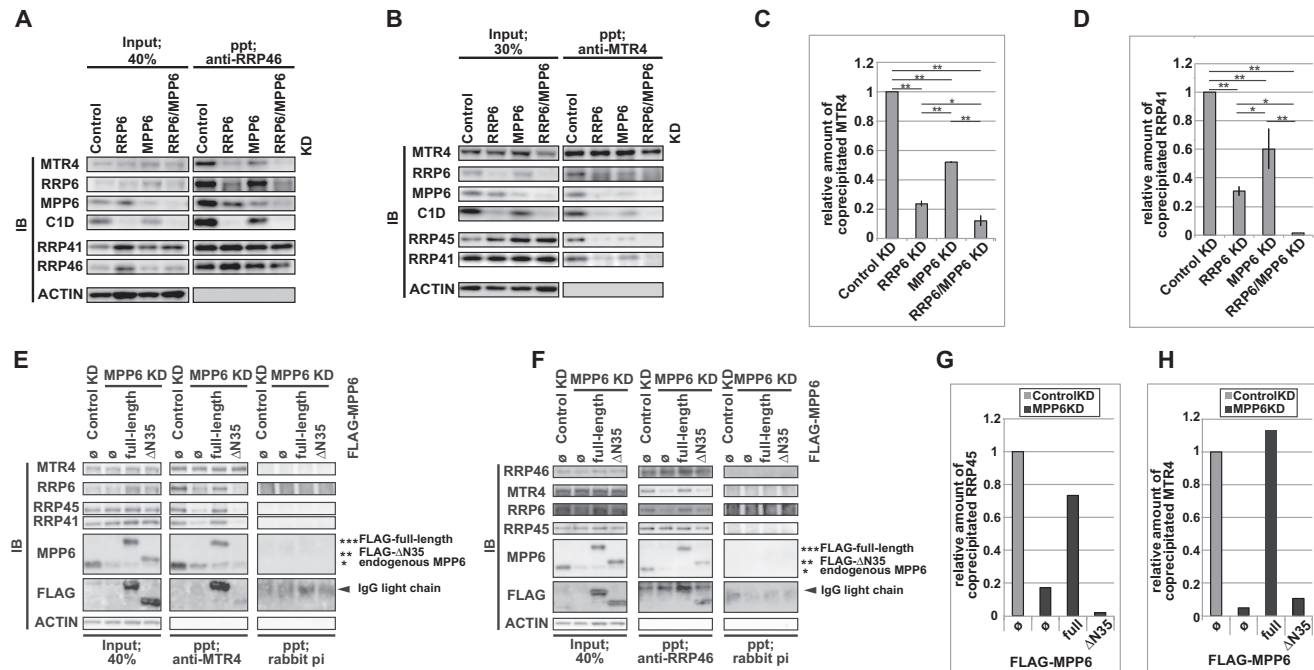 A
Input; 40%
ppt; anti-RRP46
Control
RRP6
MPP6
RRP6/MPP6
Control
RRP6
MPP6
RRP6/MPP6
KD
IB
MTR4
RRP6
MPP6
C1D
RRP41
RRP46
ACTIN
B
Input; 30%
ppt; anti-MTR4
Control
RRP6
MPP6
RRP6/MPP6
Control
RRP6
MPP6
RRP6/MPP6
KD
IB
MTR4
RRP6
MPP6
C1D
RRP45
RRP41
ACTIN
C
relative amount of coprecipitated MTR4
1.2
1
0.8
0.6
0.4
0.2
0
**
**
**
*
**
**
Control KD
RRP6 KD
MPP6 KD
RRP6/MPP6 KD
D
relative amount of coprecipitated RRP41
1.2
1
0.8
0.6
0.4
0.2
0
**
**
**
*
*
**
Control KD
RRP6 KD
MPP6 KD
RRP6/MPP6 KD
E
Control KD
MPP6 KD
Control KD
MPP6 KD
Control KD
MPP6 KD
ø
ø
full-length
ΔN35
ø
ø
full-length
ΔN35
ø
ø
full-length
ΔN35
FLAG-MPP6
IB
MTR4
RRP6
RRP45
RRP41
MPP6
***FLAG-full-length
** FLAG-ΔN35
* endogenous MPP6
FLAG
IgG light chain
ACTIN
Input; 40%
ppt; anti-MTR4
ppt; rabbit pi
F
Control KD
MPP6 KD
Control KD
MPP6 KD
Control KD
MPP6 KD
ø
ø
full-length
ΔN35
ø
ø
full-length
ΔN35
ø
ø
full-length
ΔN35
FLAG-MPP6
IB
RRP46
MTR4
RRP6
RRP45
MPP6
***FLAG-full-length
** FLAG-ΔN35
* endogenous MPP6
FLAG
IgG light chain
ACTIN
Input; 40%
ppt; anti-RRP46
ppt; rabbit pi
G
ControlKD
MPP6KD
relative amount of coprecipitated RRP45
1.2
1
0.8
0.6
0.4
0.2
0
ø
ø
full
ΔN35
FLAG-MPP6
H
ControlKD
MPP6KD
relative amount of coprecipitated MTR4
1.2
1
0.8
0.6
0.4
0.2
0
ø
ø
full
ΔN35
FLAG-MPP6